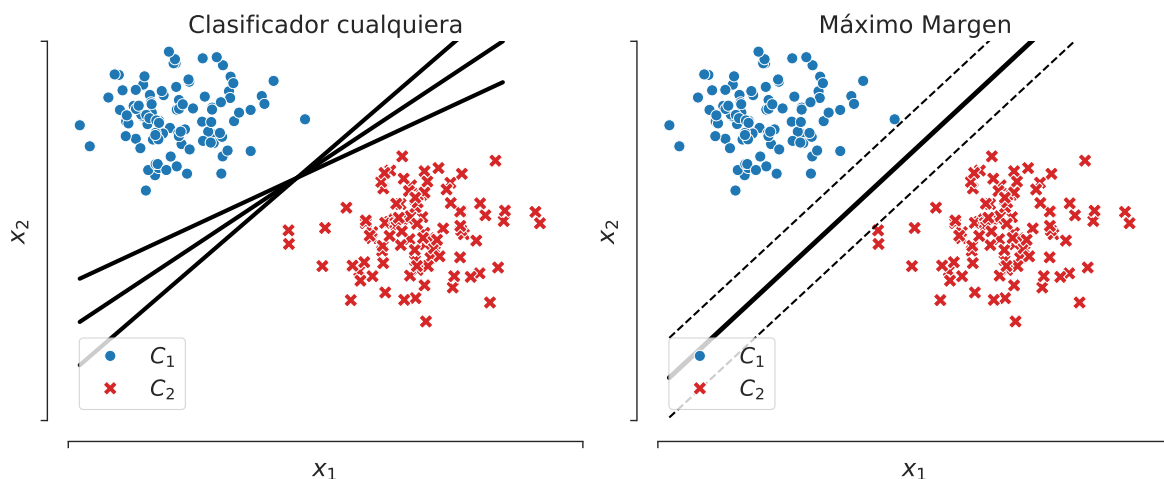 Clasificador cualquiera
x₂
C₁
C₂
x₁
Máximo Margen
x₂
C₁
C₂
x₁